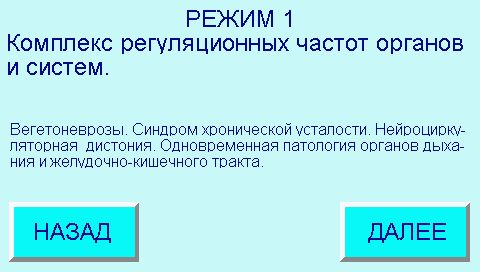 РЕЖИМ 1
Комплекс регуляционных частот органов
и систем.
Вегетоневрозы. Синдром хронической усталости. Нейроцирку-
ляторная дистония. Одновременная патология органов дыха-
ния и желудочно-кишечного тракта.
НАЗАД
ДАЛЕЕ